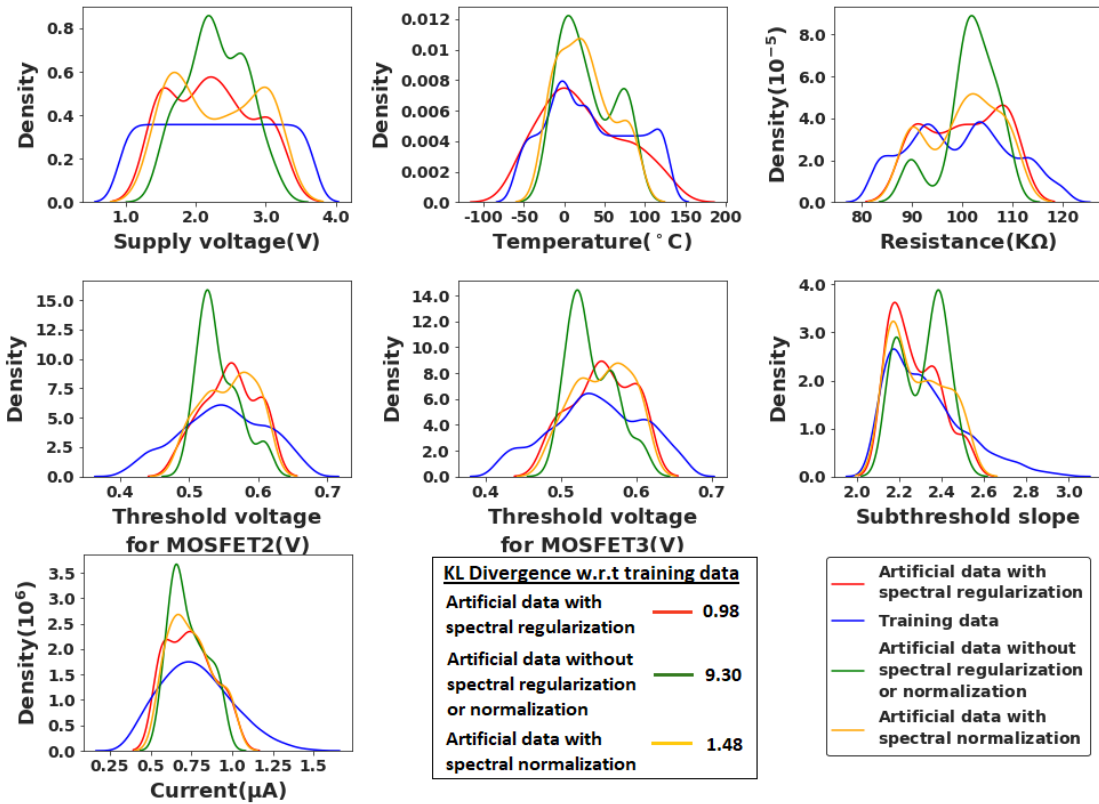 0.8
0.6
0.4
0.2
0.0
Density
1.0 2.0 3.0 4.0
Supply voltage(V)
0.012
0.01
0.008
0.006
0.004
0.002
0.0
Density
-100 -50 0 50 100 150 200
Temperature(°C)
8.0
6.0
4.0
2.0
0.0
Density(10⁻⁵)
80 90 100 110 120
Resistance(KΩ)
15.0
12.5
10.0
7.5
5.0
2.5
0.0
Density
0.4 0.5 0.6 0.7
Threshold voltage
for MOSFET2(V)
14.0
12.0
10.0
8.0
6.0
4.0
2.0
0.0
Density
0.4 0.5 0.6 0.7
Threshold voltage
for MOSFET3(V)
4.0
3.0
2.0
1.0
0.0
Density
2.0 2.2 2.4 2.6 2.8 3.0
Subthreshold slope
3.5
3.0
2.5
2.0
1.5
1.0
0.5
0.0
Density(10⁶)
0.25 0.5 0.75 1.0 1.25 1.5
Current(μA)
KL Divergence w.r.t training data
Artificial data with
spectral regularization
0.98
Artificial data without
spectral regularization
or normalization
9.30
Artificial data with
spectral normalization
1.48
Artificial data with
spectral regularization
Training data
Artificial data without
spectral regularization
or normalization
Artificial data with
spectral normalization